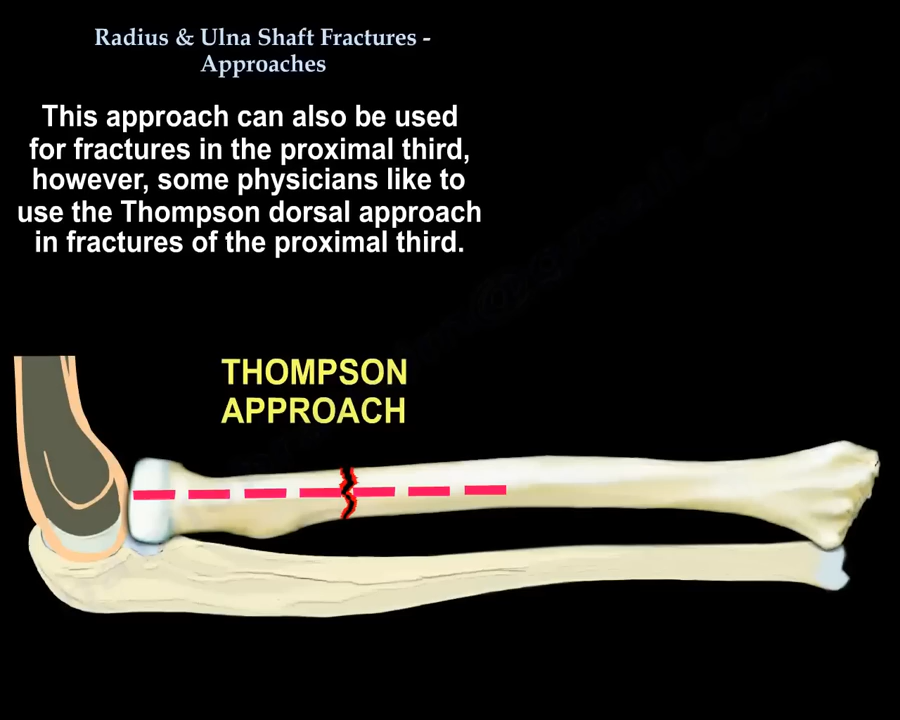 Radius & Ulna Shaft Fractures -
Approaches
This approach can also be used
for fractures in the proximal third,
however, some physicians like to
use the Thompson dorsal approach
in fractures of the proximal third.
THOMPSON
APPROACH